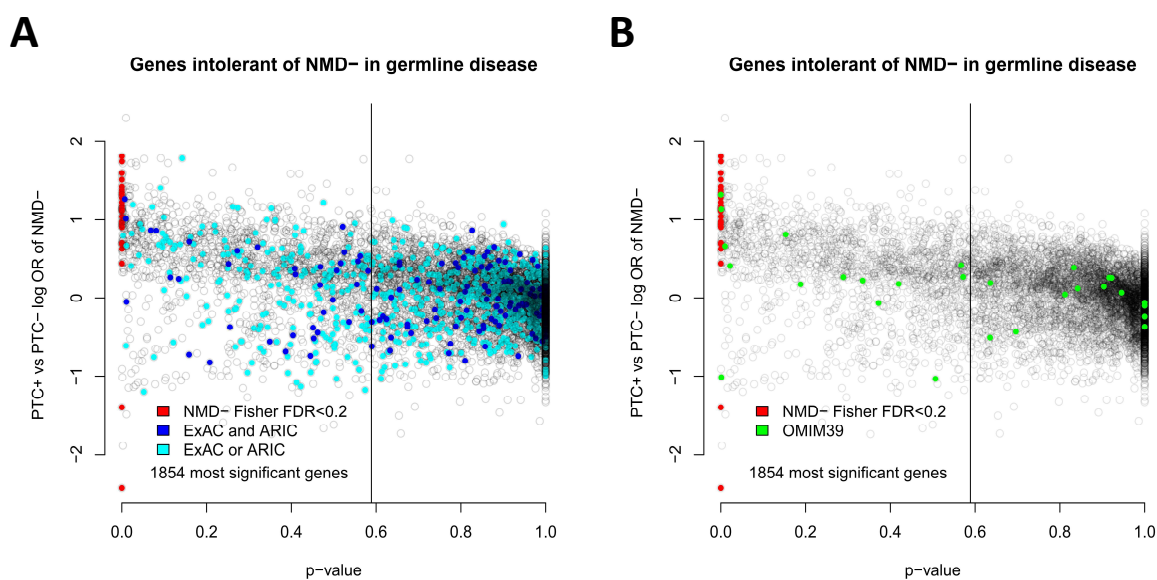 A
Genes intolerant of NMD− in germline disease
PTC+ vs PTC− log OR of NMD−
2
1
0
−1
−2
NMD− Fisher FDR<0.2
ExAC and ARIC
ExAC or ARIC
1854 most significant genes
0.0 0.2 0.4 0.6 0.8 1.0
p−value
B
Genes intolerant of NMD− in germline disease
PTC+ vs PTC− log OR of NMD−
2
1
0
−1
−2
NMD− Fisher FDR<0.2
OMIM39
1854 most significant genes
0.0 0.2 0.4 0.6 0.8 1.0
p−value